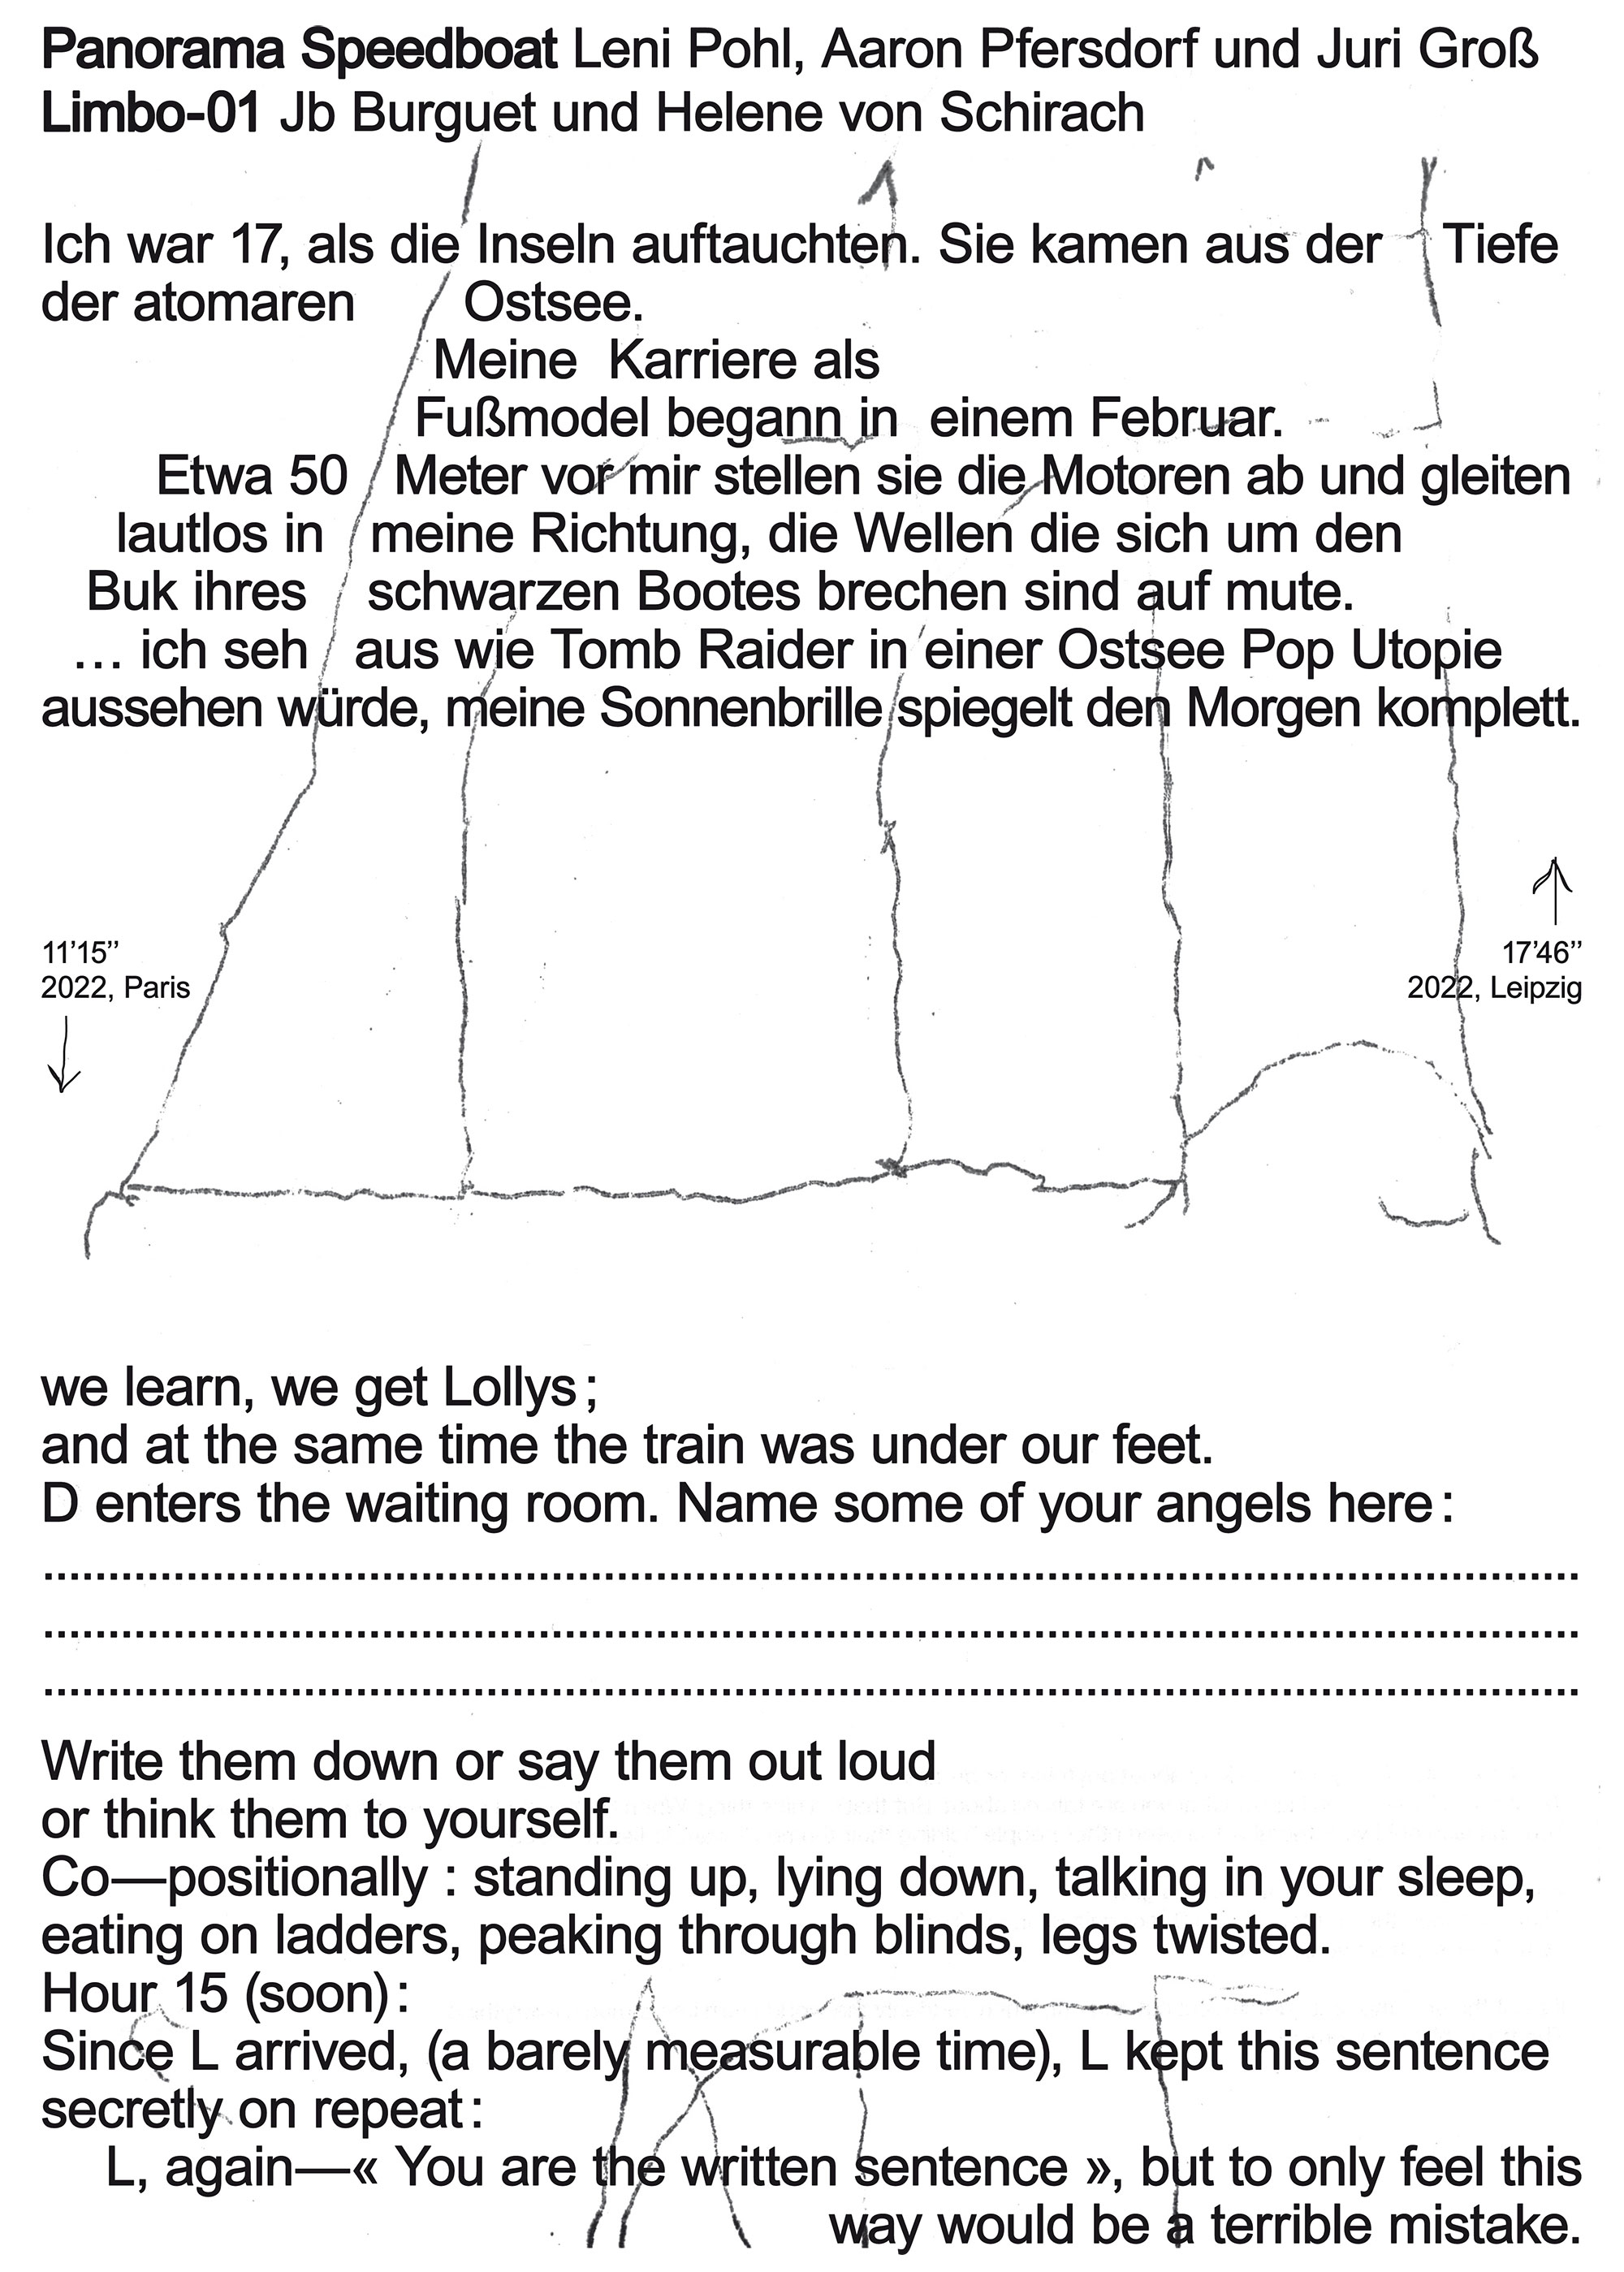 Panorama Speedboat Leni Pohl, Aaron Pfersdorf und Juri Groß
Limbo-01 Jb Burguet und Helene von Schirach
Ich war 17, als die Inseln auftauchten. Sie kamen aus der Tiefe
der atomaren Ostsee.
Meine Karriere als
Fußmodel begann in einem Februar.
Etwa 50 Meter vor mir stellen sie die Motoren ab und gleiten
lautlos in meine Richtung, die Wellen die sich um den
Buk ihres schwarzen Bootes brechen sind auf mute.
… ich seh aus wie Tomb Raider in einer Ostsee Pop Utopie
aussehen würde, meine Sonnenbrille spiegelt den Morgen komplett.
11’15’’
2022, Paris
17’46’’
2022, Leipzig
we learn, we get Lollys ;
and at the same time the train was under our feet.
D enters the waiting room. Name some of your angels here :
................................................................................
................................................................................
................................................................................
Write them down or say them out loud
or think them to yourself.
Co—positionally : standing up, lying down, talking in your sleep,
eating on ladders, peaking through blinds, legs twisted.
Hour 15 (soon) :
Since L arrived, (a barely measurable time), L kept this sentence
secretly on repeat :
L, again—« You are the written sentence », but to only feel this
way would be a terrible mistake.